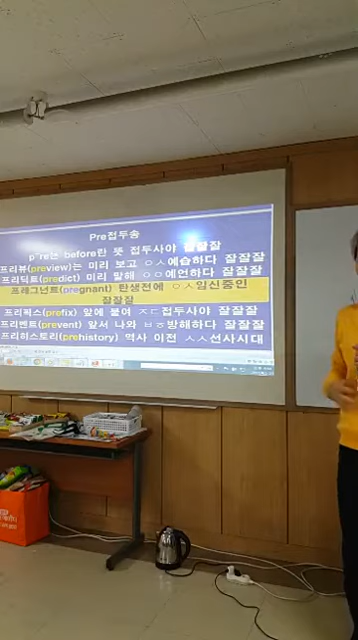 Pre접두송
pre는 before란 뜻 접두사야 잘잘잘
프리뷰(preview)는 미리 보고 ㅇㅅ예습하다 잘잘잘
프리딕트(predict) 미리 말해 ㅇㅇ예언하다 잘잘잘
프레그넌트(pregnant) 탄생전에 ㅇㅅ임신중인
잘잘잘
프리픽스(prefix) 앞에 붙여 ㅈㄷ접두사야 잘잘잘
프리벤트(prevent) 앞서 나와 ㅂㅎ방해하다 잘잘잘
프리히스토리(prehistory) 역사 이전 ㅅㅅ선사시대